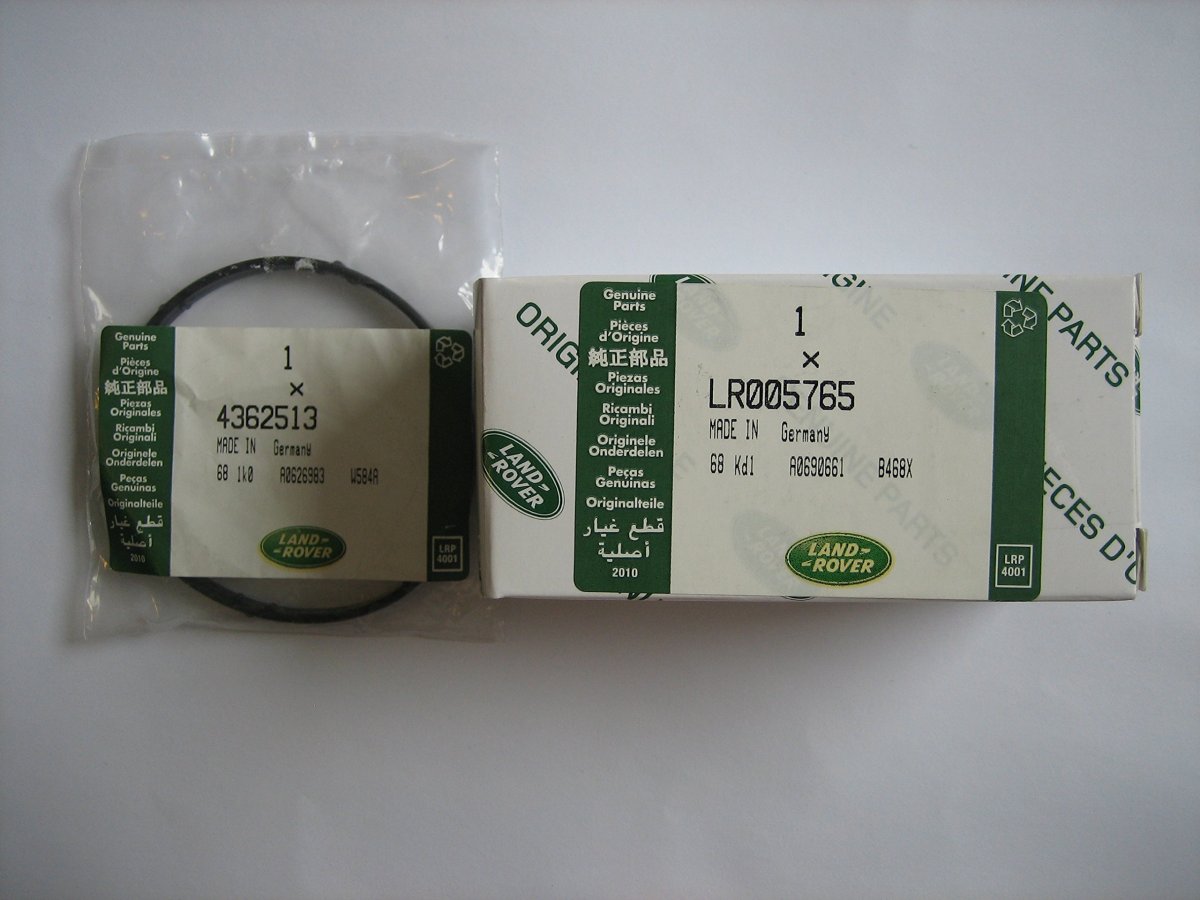 Genuine
Parts
Pièces
d'Origine
純正部品
Piezas
Originales
Ricambi
Originali
Originele
Onderdelen
Peças
Genuinas
Originalteile
قطع غيار
أصلية
2010
1
×
4362513
MADE IN Germany
68 1k0 A0626983 W584A
LAND-
-ROVER
LRP
4001
LAND-
-ROVER
Genuine
Parts
Pièces
d'Origine
純正部品
Piezas
Originales
Ricambi
Originali
Originele
Onderdelen
Peças
Genuinas
Originalteile
قطع غيار
أصلية
2010
1
×
LR005765
MADE IN Germany
68 Kd1 A0690661 B468X
LAND-
-ROVER
LRP
4001
PARTS